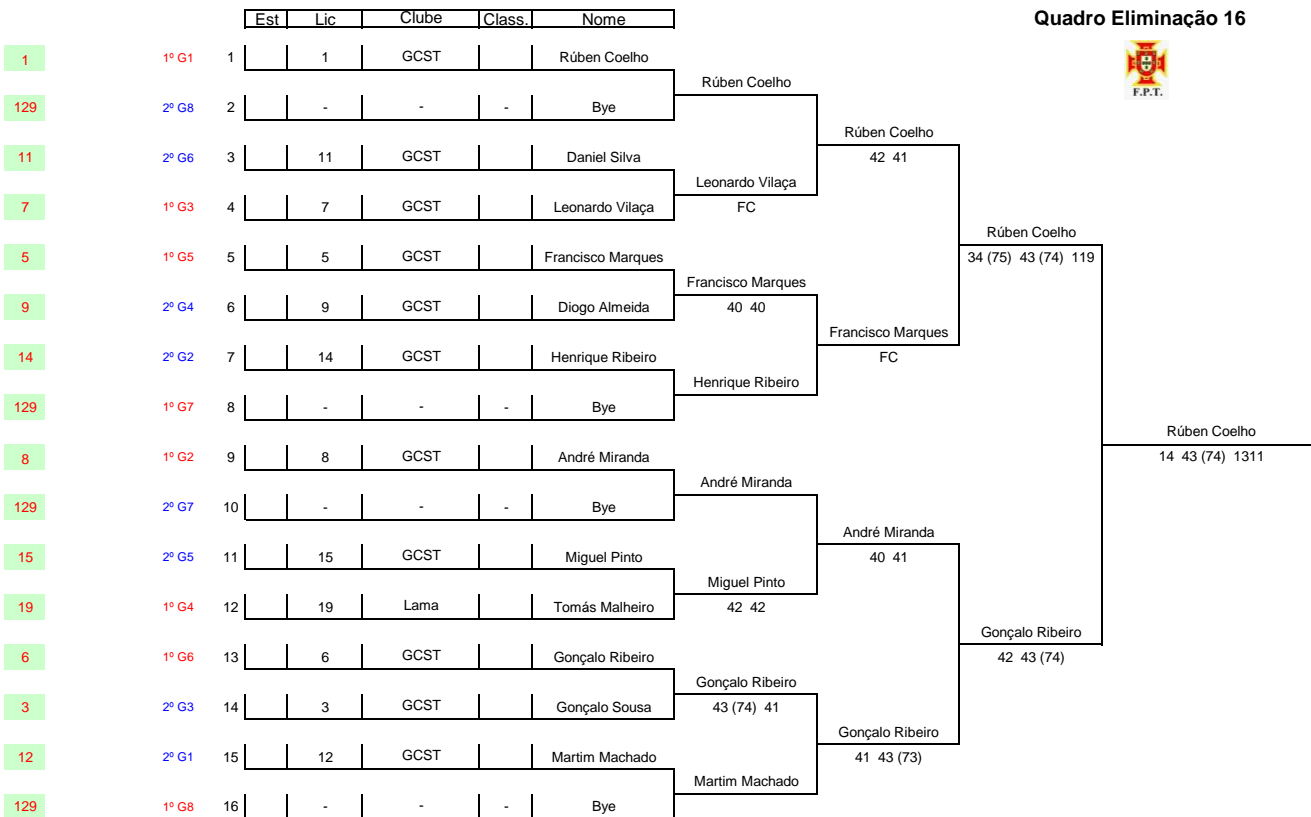 Est Lic Clube Class. Nome
Quadro Eliminação 16
F.P.T.
1 1º G1 1 1 GCST Rúben Coelho
Rúben Coelho
129 2º G8 2 - - - Bye
Rúben Coelho
11 2º G6 3 11 GCST Daniel Silva
42 41
Leonardo Vilaça
7 1º G3 4 7 GCST Leonardo Vilaça
FC
Rúben Coelho
5 1º G5 5 5 GCST Francisco Marques
34 (75) 43 (74) 119
Francisco Marques
9 2º G4 6 9 GCST Diogo Almeida
40 40
Francisco Marques
14 2º G2 7 14 GCST Henrique Ribeiro
FC
Henrique Ribeiro
129 1º G7 8 - - - Bye
Rúben Coelho
8 1º G2 9 8 GCST André Miranda
14 43 (74) 1311
André Miranda
129 2º G7 10 - - - Bye
André Miranda
15 2º G5 11 15 GCST Miguel Pinto
40 41
Miguel Pinto
19 1º G4 12 19 Lama Tomás Malheiro
42 42
Gonçalo Ribeiro
6 1º G6 13 6 GCST Gonçalo Ribeiro
42 43 (74)
Gonçalo Ribeiro
3 2º G3 14 3 GCST Gonçalo Sousa
43 (74) 41
Gonçalo Ribeiro
12 2º G1 15 12 GCST Martim Machado
41 43 (73)
Martim Machado
129 1º G8 16 - - - Bye